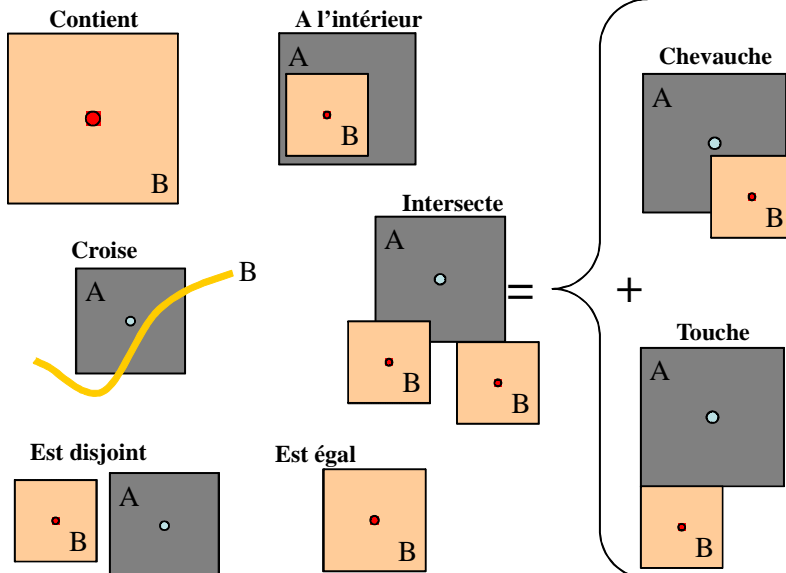 Contient
B
A l'intérieur
A
B
Chevauche
A
B
Intersecte
A
B
B
=
+
Croise
A
B
Touche
A
B
Est disjoint
B
A
Est égal
B